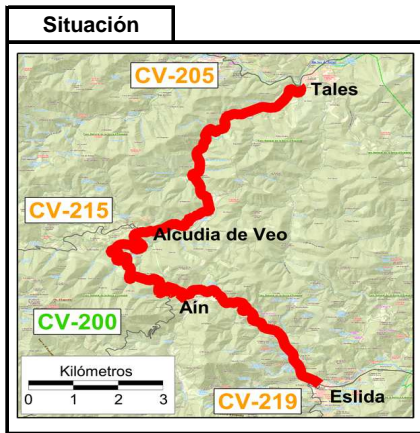 Situación
CV-205
Tales
CV-215
Alcudia de Veo
CV-200
Aín
Kilómetros
0 1 2 3
CV-219
Eslida